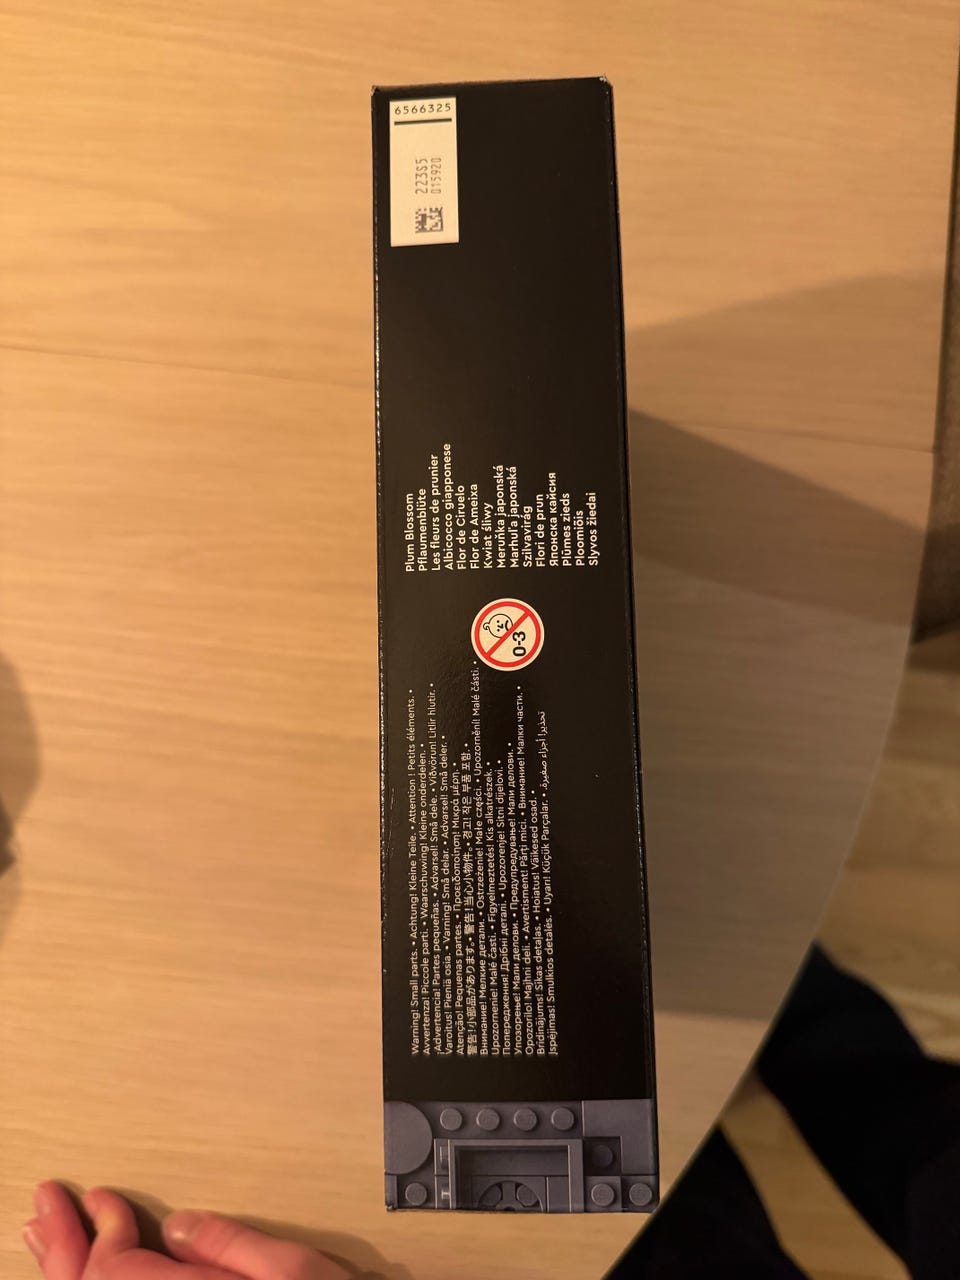 6566325
223S5
015920
Plum Blossom
Pflaumenblüte
Les fleurs de prunier
Albicocco giapponese
Flor de Ciruelo
Flor de Ameixa
Kwiat śliwy
Meruňka japonská
Marhuľa japonská
Szilvavirág
Flori de prun
Японска кайсия
Plūmes zieds
Ploomiõis
Slyvos žiedai
0-3
Warning! Small parts. • Achtung! Kleine Teile. • Attention ! Petits éléments. •
Avvertenza! Piccole parti. • Waarschuwing! Kleine onderdelen. •
¡Advertencia! Partes pequeñas. • Advarsel! Små dele. • Viðvörun! Litlir hlutir. •
Varoitus! Pieniä osia. • Varning! Små delar. • Advarsel! Små deler. •
Atenção! Pequenas partes. • Προειδοποίηση! Μικρά μέρη. •
警告!小部品があります。• 警告!当心小物件。• 경고! 작은 부품 포함. •
Внимание! Мелкие детали. • Ostrzeżenie! Małe części. • Upozornění! Malé části. •
Upozornenie! Malé časti. • Figyelmeztetés! Kis alkatrészek. •
Попередження! Дрібні деталі. • Upozorenje! Sitni dijelovi. •
Упозорење! Мали делови. • Предупредување! Мали делови. •
Opozorilo! Majhni deli. • Avertisment! Părți mici. • Внимание! Малки части. •
Brīdinājums! Sīkas detaļas. • Hoiatus! Väikesed osad. •
Įspėjimas! Smulkios detalės. • Uyarı! Küçük Parçalar. • تحذير! أجزاء صغيرة.